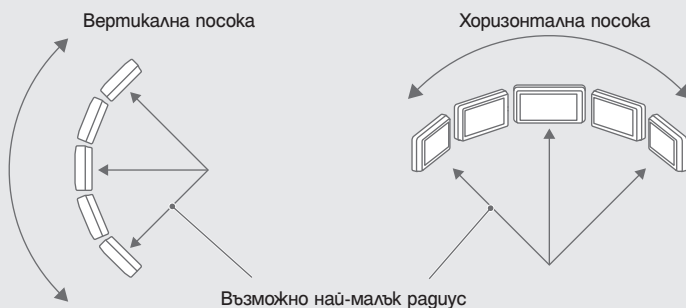 Вертикална посока
Хоризонтална посока
Възможно най-малък радиус